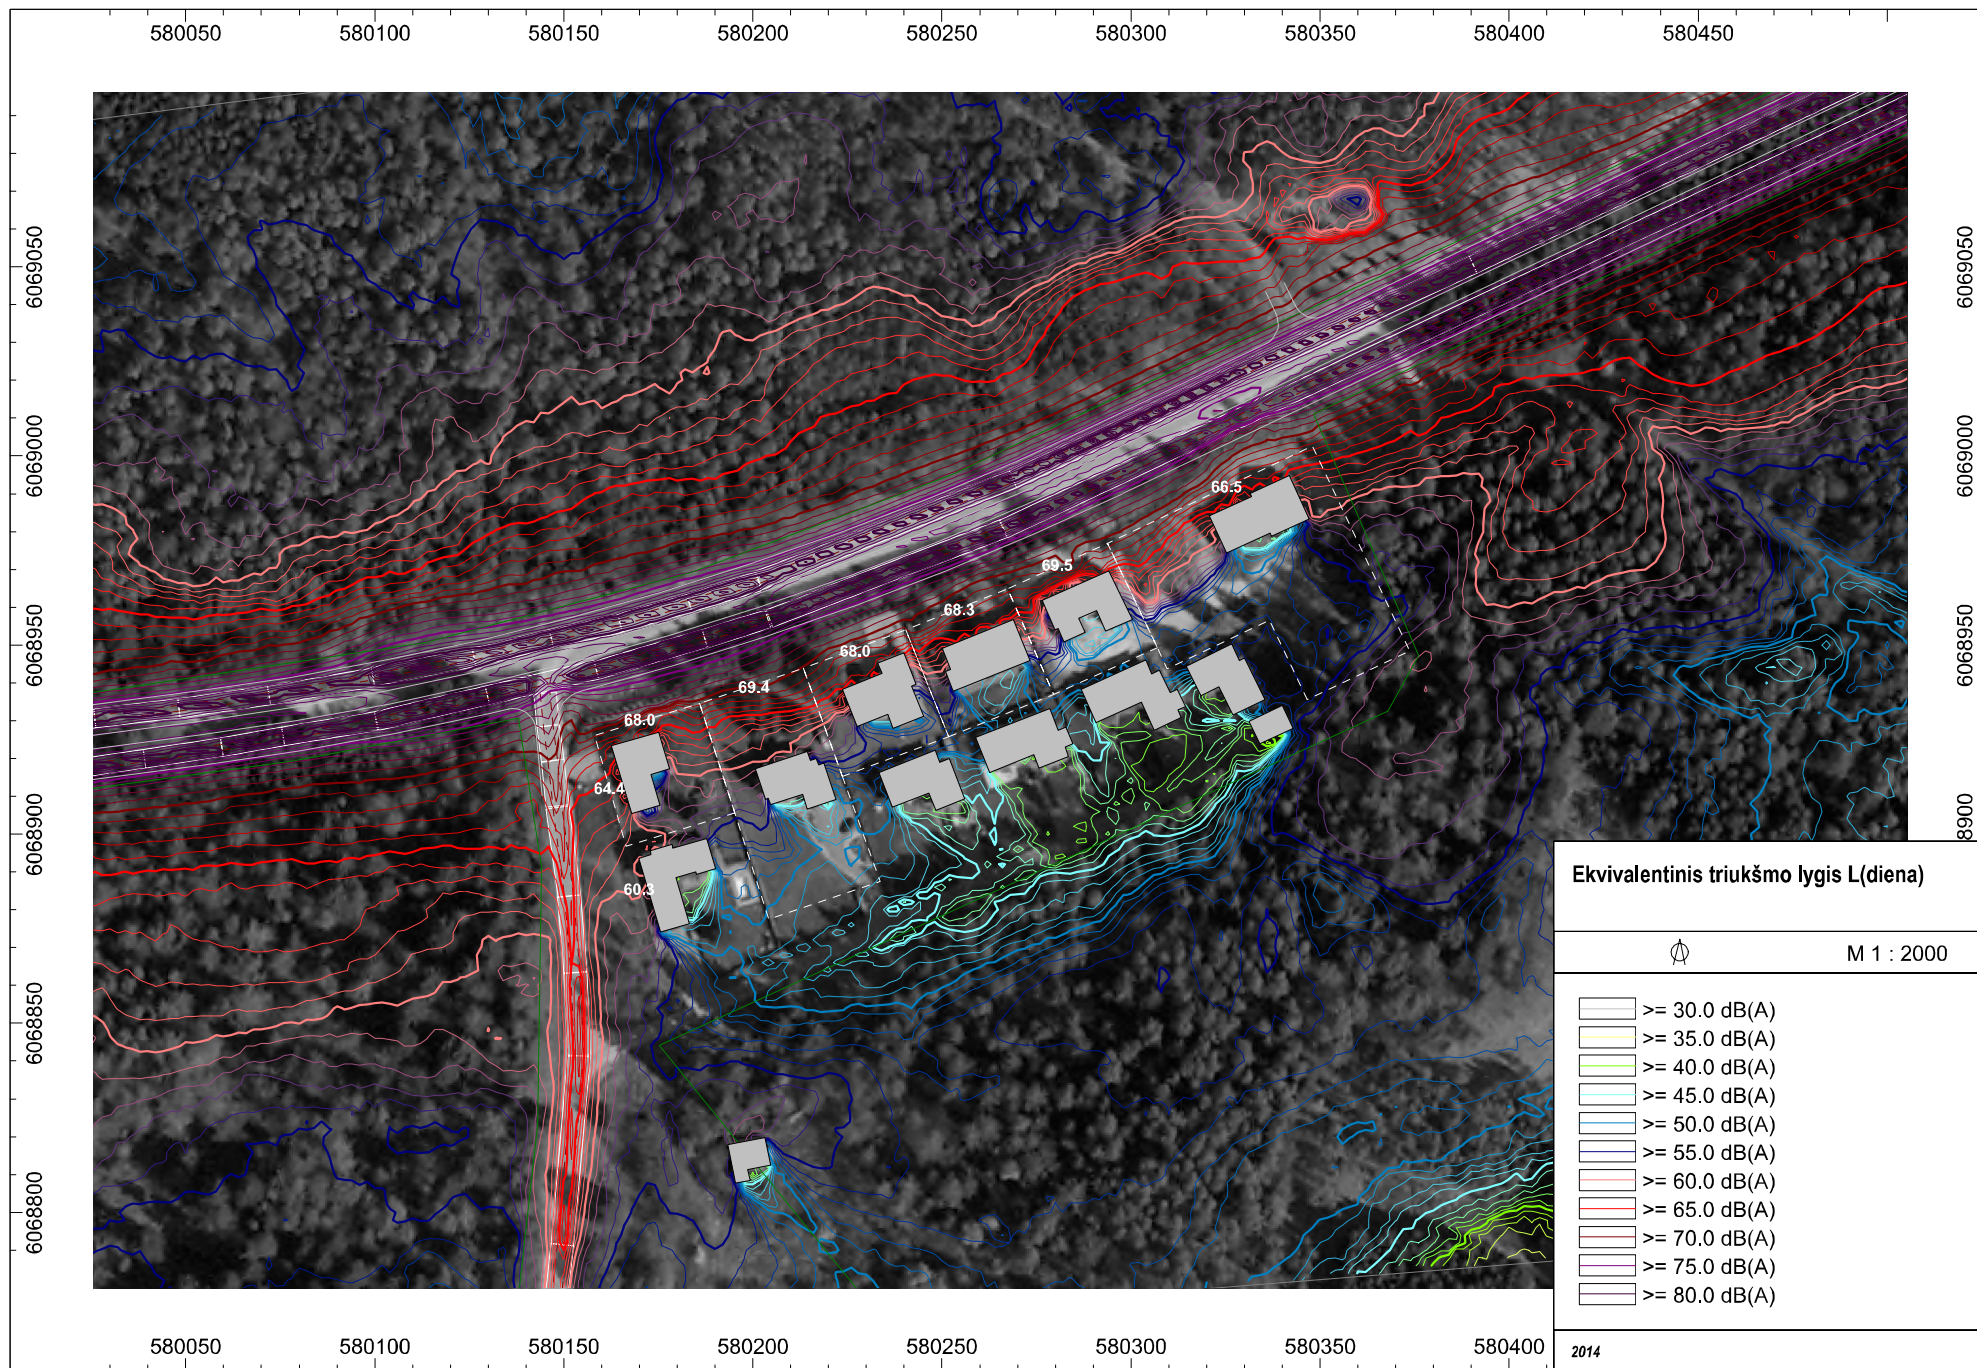 580050 580100 580150 580200 580250 580300 580350 580400 580450
6069050
6069050
6069000
6069000
6068950
6068950
6068900
68900
6068850
6068800
66.5
69.5
68.3
68.0
69.4
68.0
64.4
60.3
Ekvivalentinis triukšmo lygis L(diena)
M 1 : 2000
>= 30.0 dB(A)
>= 35.0 dB(A)
>= 40.0 dB(A)
>= 45.0 dB(A)
>= 50.0 dB(A)
>= 55.0 dB(A)
>= 60.0 dB(A)
>= 65.0 dB(A)
>= 70.0 dB(A)
>= 75.0 dB(A)
>= 80.0 dB(A)
2014
580050 580100 580150 580200 580250 580300 580350 580400